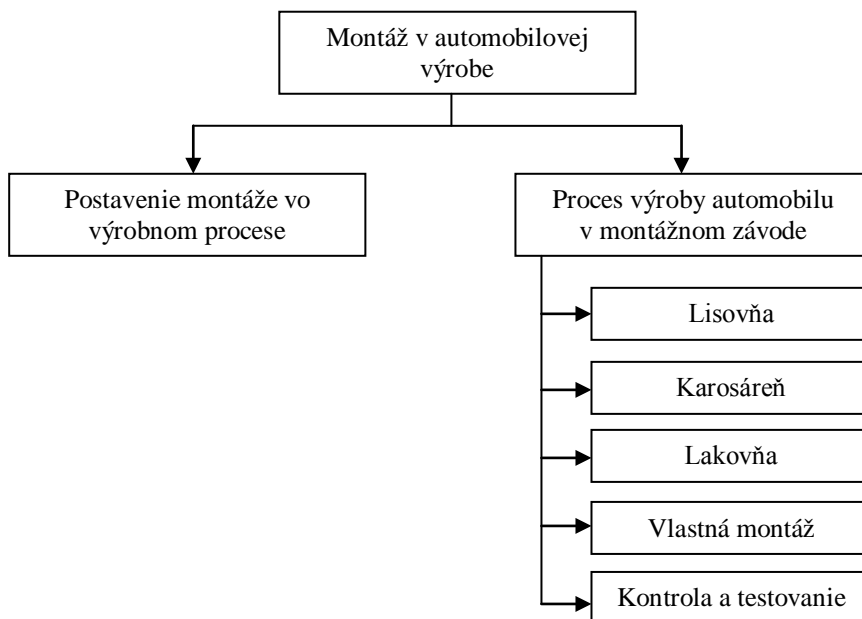 Montáž v automobilovej
výrobe
Postavenie montáže vo
výrobnom procese
Proces výroby automobilu
v montážnom závode
Lisovňa
Karosáreň
Lakovňa
Vlastná montáž
Kontrola a testovanie